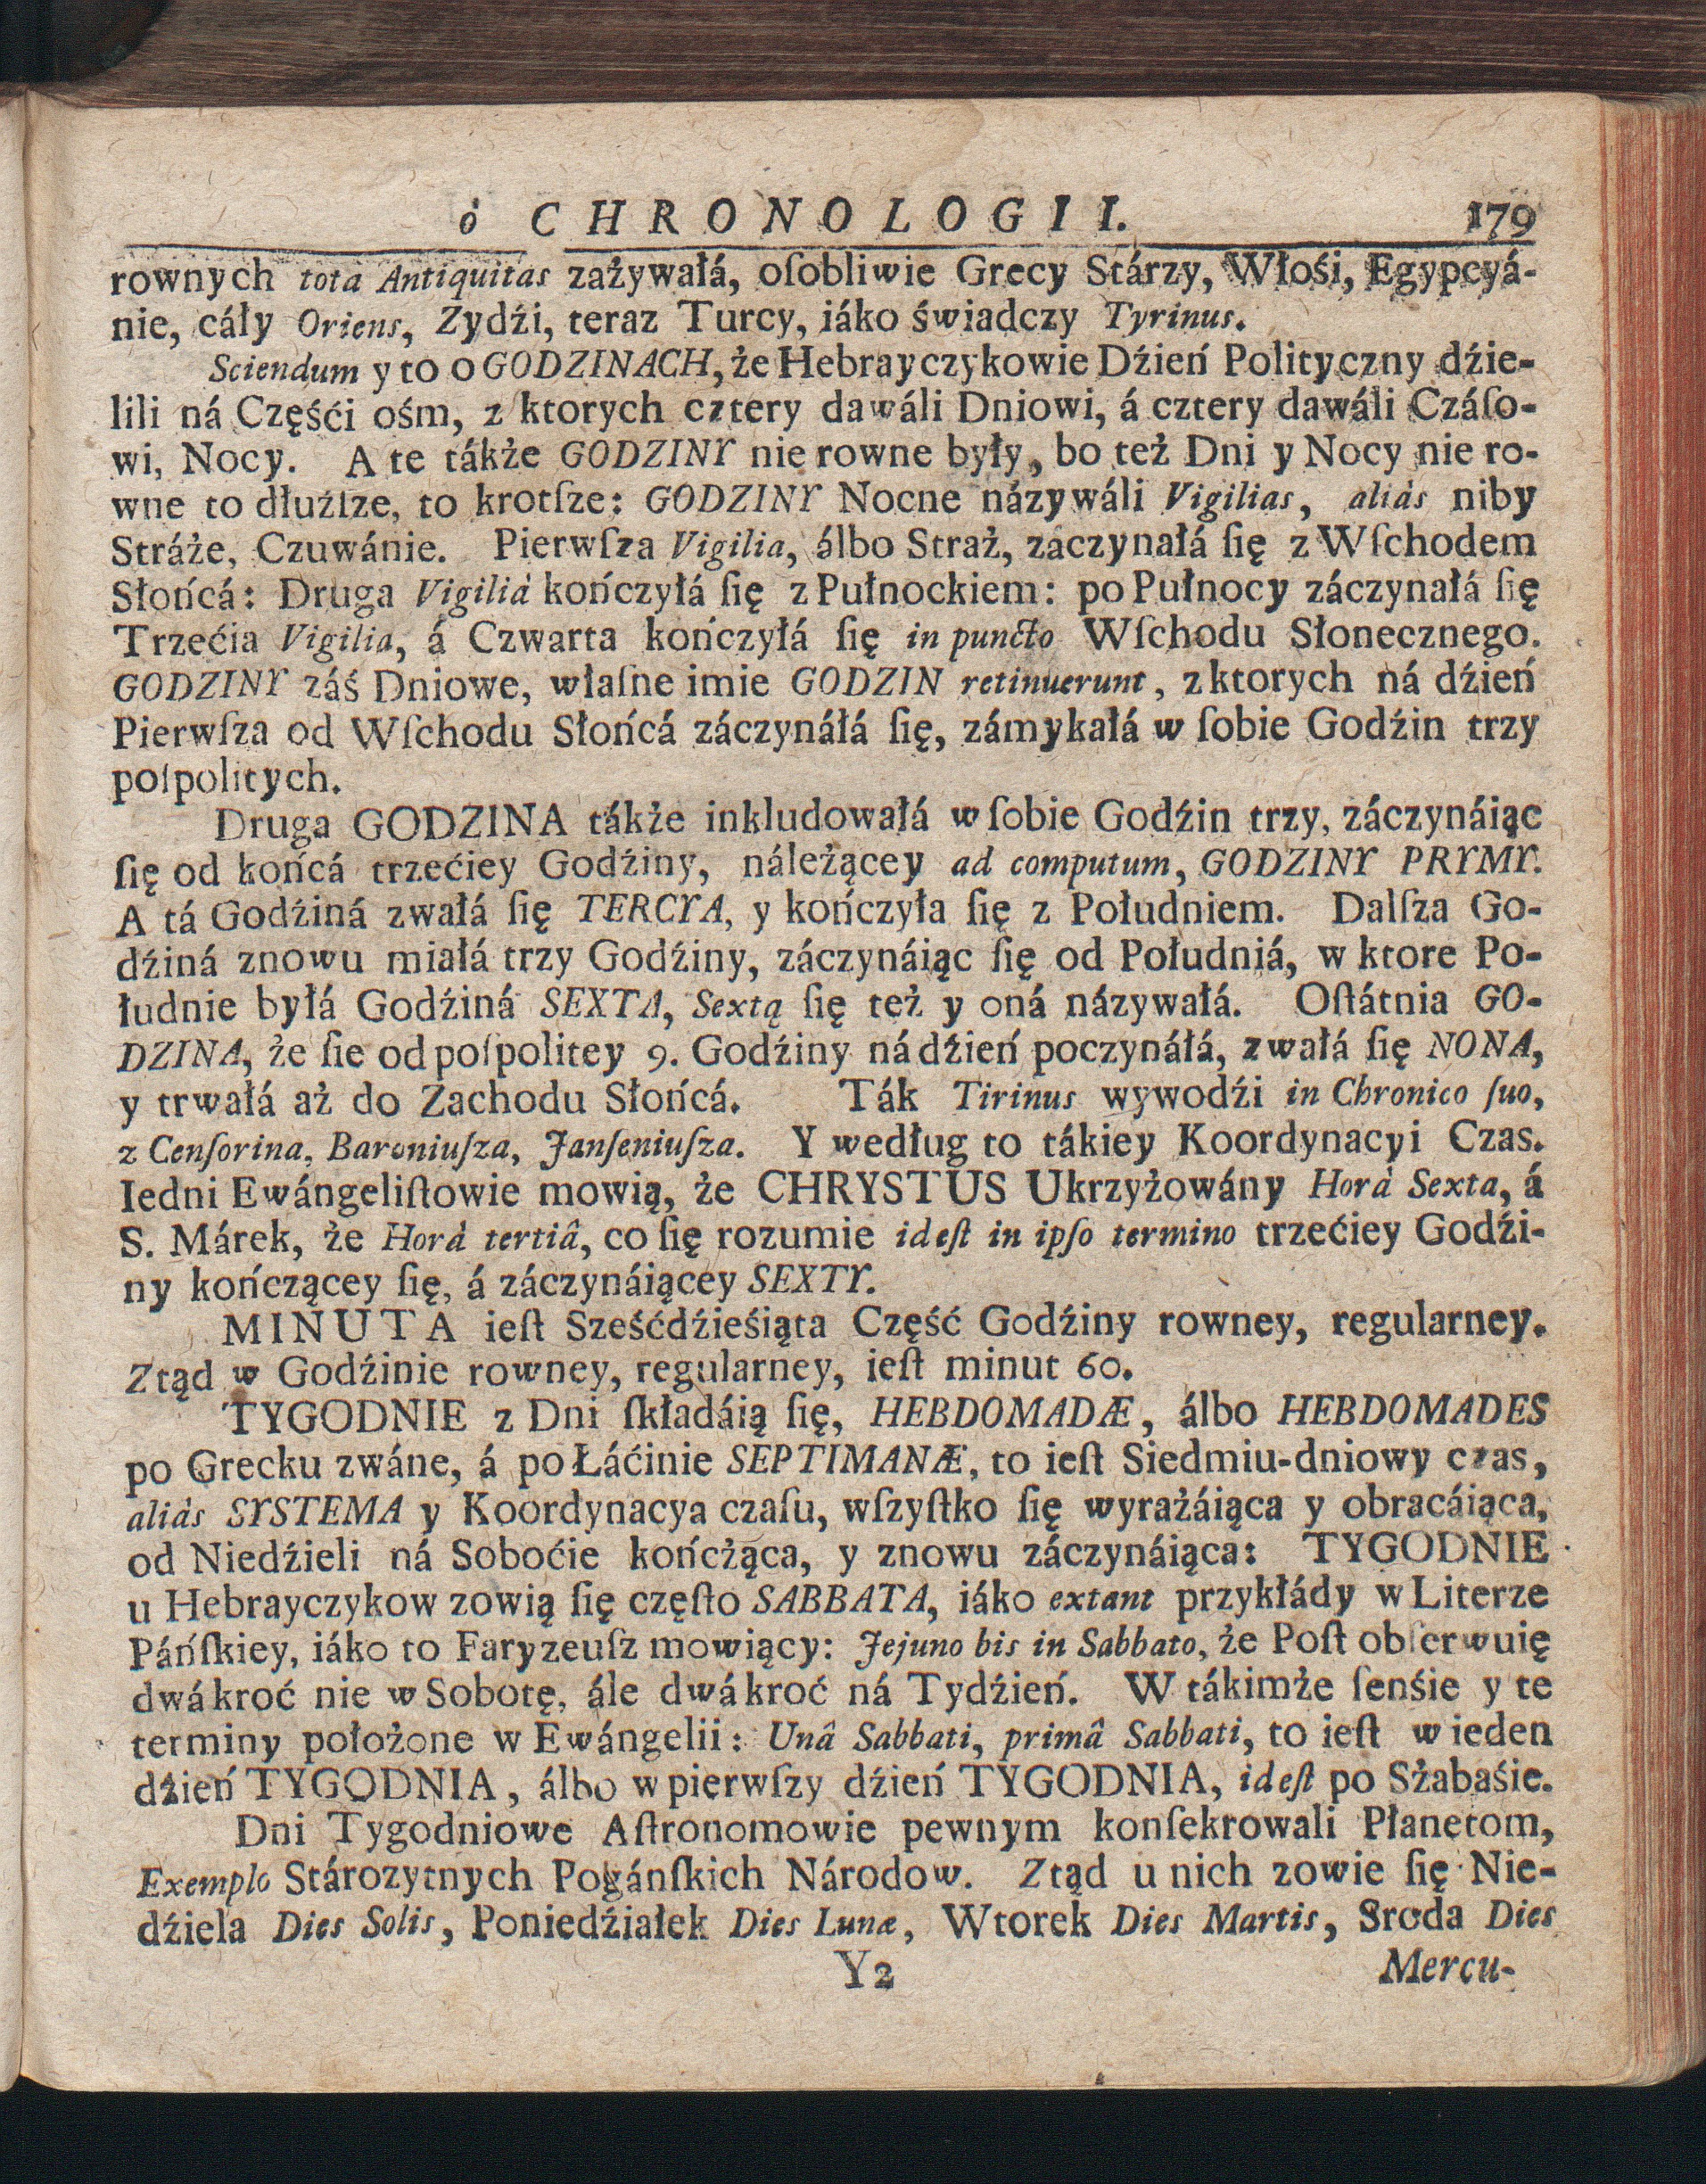 ò CHRONOLOGII. 179
rownych tota Antiquitas zażywałá, oſobliwie Grecy Stárzy, Włośi, Egypcyá-
nie, cáły Oriens, Zydźi, teraz Turcy, iáko świadczy Tyrinus.
Sciendum y to o GODZINACH, że Hebrayczykowie Dźień Polityczny dźie-
lili ná Częśći ośm, z ktorych cztery dawáli Dniowi, á cztery dawáli Czáſo-
wi, Nocy. A te tákże GODZINY nie rowne były, bo też Dni y Nocy nie ro-
wne to dłużſze, to krotſze: GODZINY Nocne názywáli Vigilias, aliàs niby
Stráże, Czuwánie. Pierwſza Vigilia, álbo Straż, záczynałá ſię z Wſchodem
Słońcá: Druga Vigilià kończyłá ſię z Pułnockiem: po Pułnocy záczynałá ſię
Trzećia Vigilia, á Czwarta kończyłá ſię in puncto Wſchodu Słonecznego.
GODZINY záś Dniowe, właſne imie GODZIN retinuerunt, z ktorych ná dźień
Pierwſza od Wſchodu Słońcá záczynáłá ſię, zámykałá w ſobie Godźin trzy
poſpolitych.
Druga GODZINA tákże inkludowałá w ſobie Godźin trzy, záczynáiąc
ſię od końcá trzećiey Godźiny, náleżącey ad computum, GODZINY PRYMY.
A tá Godźiná zwałá ſię TERCYA, y kończyła ſię z Południem. Dalſza Go-
dźiná znowu miałá trzy Godźiny, záczynáiąc ſię od Południá, w ktore Po-
łudnie byłá Godźiná SEXTA, Sextą ſię też y oná názywałá. Oſtátnia GO-
DZINA, że ſie od poſpolitey 9. Godźiny ná dźień poczynáłá, zwałá ſię NONA,
y trwałá aż do Zachodu Słońcá. Ták Tirinus wywodźi in Chronico ſuo,
z Cenſorina, Baroniuſza, Janſeniuſza. Y według to tákiey Koordynacyi Czas.
Iedni Ewángeliſtowie mowią, że CHRYSTUS Ukrzyżowány Horà Sexta, á
S. Márek, że Horà tertiâ, co ſię rozumie id eſt in ipſo termino trzećiey Godźi-
ny kończącey ſię, á záczynáiącey SEXTY.
MINUTA ieſt Sześćdźieśiąta Część Godźiny rowney, regularney.
Ztąd w Godźinie rowney, regularney, ieſt minut 60.
TYGODNIE z Dni ſkładáią ſię, HEBDOMADÆ, álbo HEBDOMADES
po Grecku zwáne, á po Łáćinie SEPTIMANÆ, to ieſt Siedmiu-dniowy czas,
aliàs SYSTEMA y Koordynacya czaſu, wſzyſtko ſię wyrażáiąca y obracáiąca,
od Niedźieli ná Soboćie końcżąca, y znowu záczynáiąca: TYGODNIE
u Hebrayczykow zowią ſię częſto SABBATA, iáko extant przykłády w Literze
Páńſkiey, iáko to Faryzeuſz mowiący: Jejuno bis in Sabbato, że Poſt obſerwuię
dwákroć nie w Sobotę, ále dwákroć ná Tydźień. W tákimże ſenśie y te
terminy położone w Ewángelii: Unâ Sabbati, primâ Sabbati, to ieſt w ieden
dźień TYGODNIA, álbo w pierwſzy dźień TYGODNIA, id eſt po Sżabaśie.
Dni Tygodniowe Aſtronomowie pewnym konſekrowali Płanetom,
Exemplo Stározytnych Pogánſkich Národow. Ztąd u nich zowie ſię Nie-
dźiela Dies Solis, Poniedźiałek Dies Lunæ, Wtorek Dies Martis, Sroda Dies
Y2 Mercu-